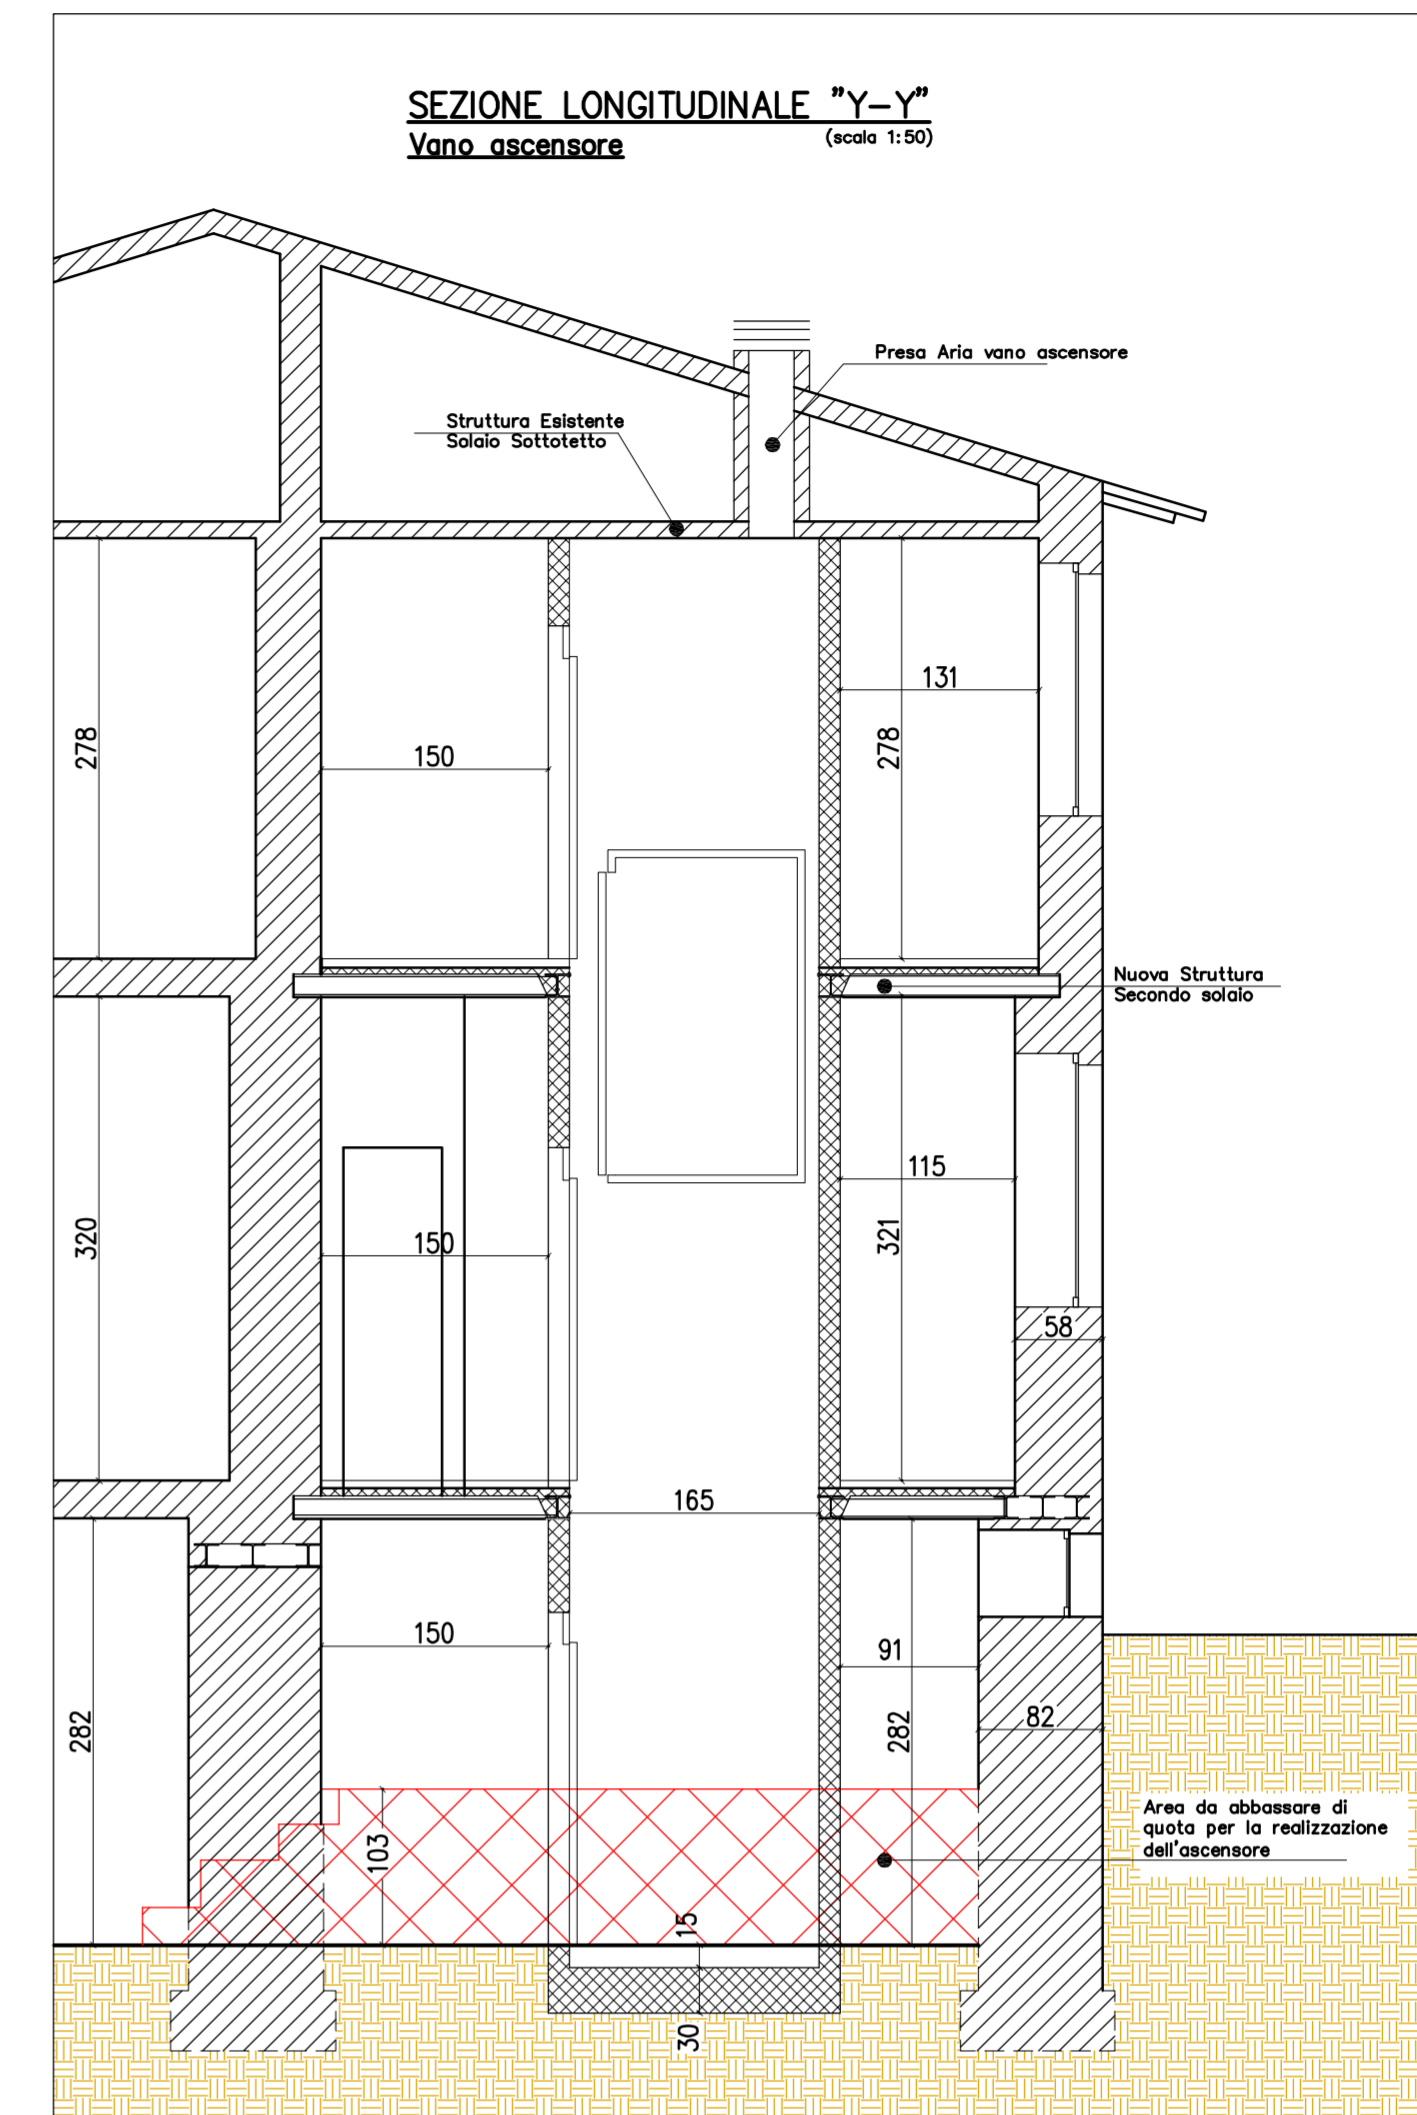 SEZIONE LONGITUDINALE "Y-Y"
Vano ascensore
(scala 1:50)
Presa Aria vano ascensore
Struttura Esistente
Solaio Sottotetto
131
278
150
278
Nuova Struttura
Secondo solaio
115
320
150
321
58
165
150
91
282
282
82
Area da abbassare di
quota per la realizzazione
dell'ascensore
103
15
30